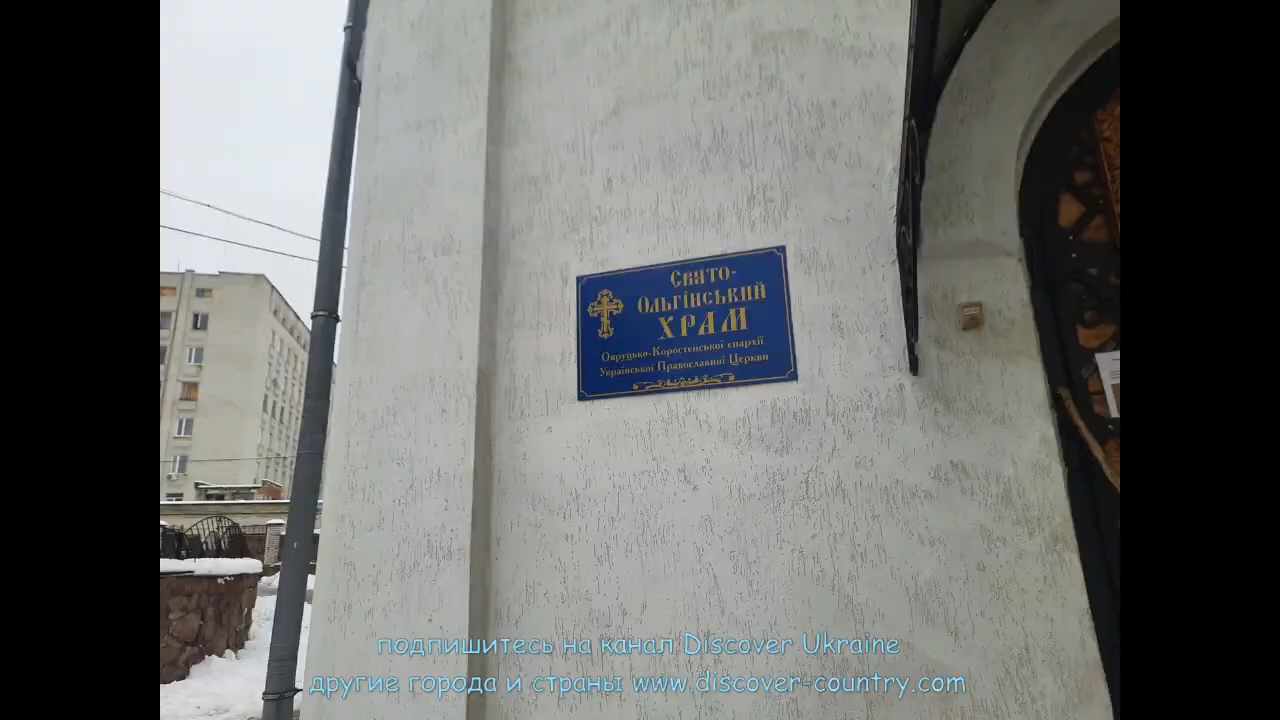 Свято-
Ольгінський
ХРАМ
Овруцько-Коростенської єпархії
Української Православної Церкви
подпишитесь на канал Discover Ukraine
другие города и страны www.discover-country.com